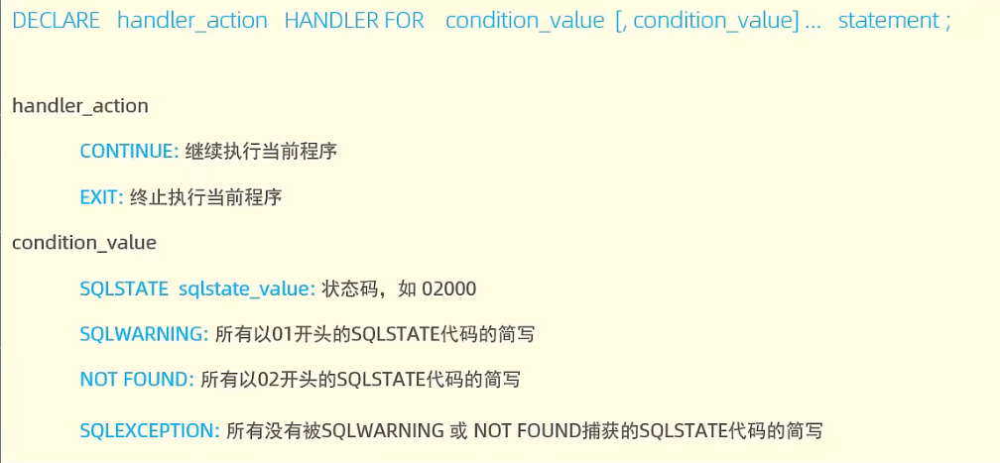 DECLARE handler_action HANDLER FOR condition_value [, condition_value] ... statement ;
handler_action
CONTINUE: 继续执行当前程序
EXIT: 终止执行当前程序
condition_value
SQLSTATE sqlstate_value: 状态码，如 02000
SQLWARNING: 所有以01开头的SQLSTATE代码的简写
NOT FOUND: 所有以02开头的SQLSTATE代码的简写
SQLEXCEPTION: 所有没有被SQLWARNING 或 NOT FOUND捕获的SQLSTATE代码的简写